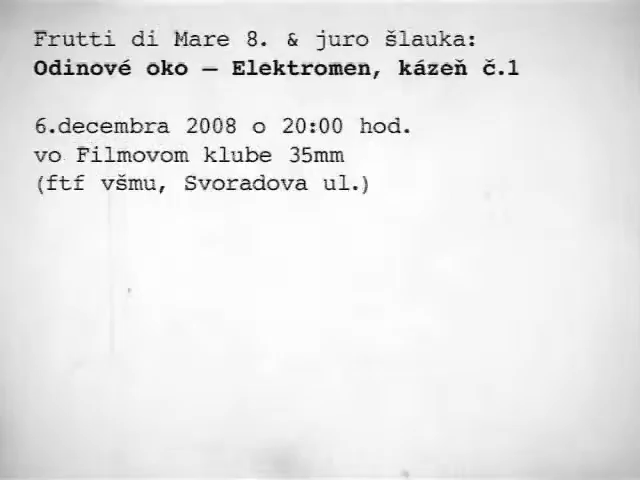 Frutti di Mare 8. & juro šlauka:
Odinové oko – Elektromen, kázeň č.1
6.decembra 2008 o 20:00 hod.
vo Filmovom klube 35mm
(ftf všmu, Svoradova ul.)